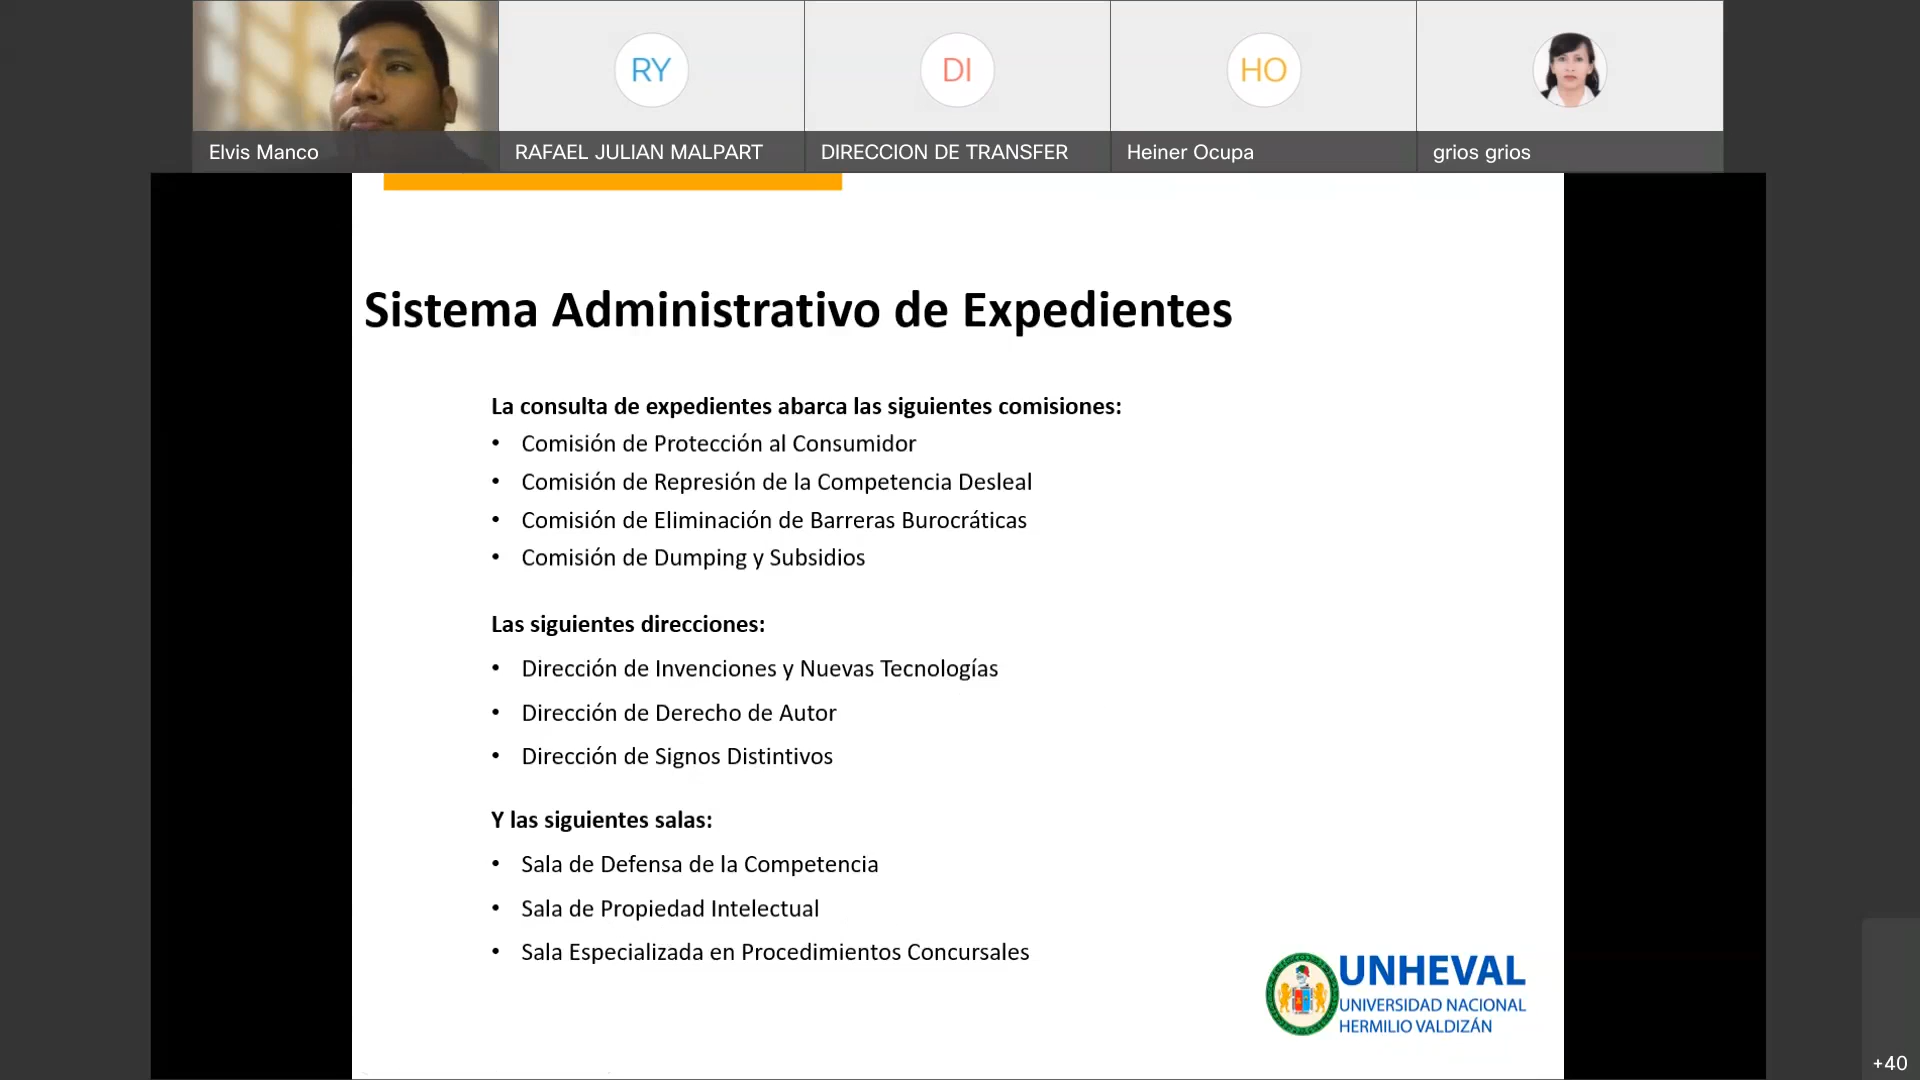 RY
DI
HO
Elvis Manco
RAFAEL JULIAN MALPART
DIRECCION DE TRANSFER
Heiner Ocupa
grios grios
Sistema Administrativo de Expedientes
La consulta de expedientes abarca las siguientes comisiones:
• Comisión de Protección al Consumidor
• Comisión de Represión de la Competencia Desleal
• Comisión de Eliminación de Barreras Burocráticas
• Comisión de Dumping y Subsidios
Las siguientes direcciones:
• Dirección de Invenciones y Nuevas Tecnologías
• Dirección de Derecho de Autor
• Dirección de Signos Distintivos
Y las siguientes salas:
• Sala de Defensa de la Competencia
• Sala de Propiedad Intelectual
• Sala Especializada en Procedimientos Concursales
UNHEVAL
UNIVERSIDAD NACIONAL
HERMILIO VALDIZÁN
+40